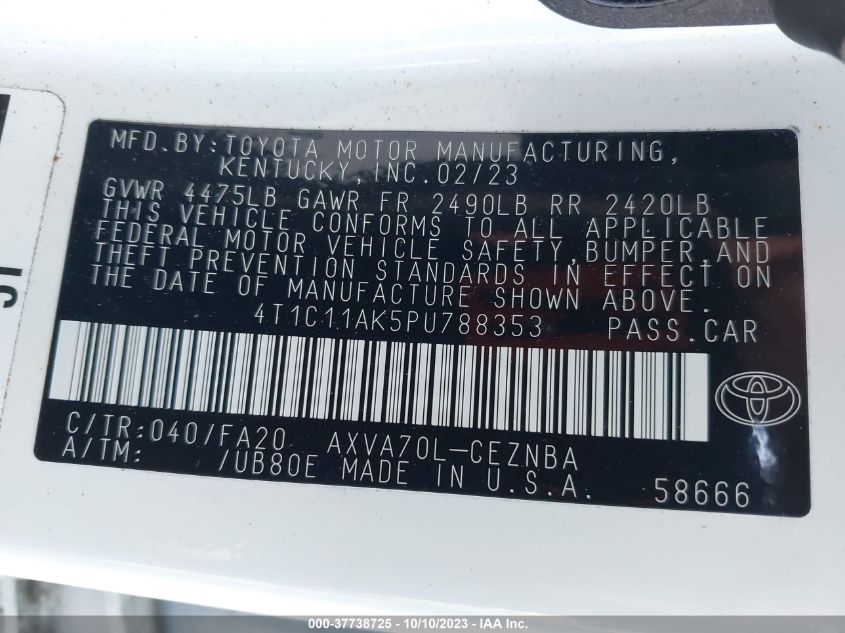 MFD.BY:TOYOTA MOTOR MANUFACTURING,
KENTUCKY,INC.02/23
GVWR 4475LB GAWR FR 2490LB RR 2420LB
THIS VEHICLE CONFORMS TO ALL APPLICABLE
FEDERAL MOTOR VEHICLE SAFETY,BUMPER,AND
THEFT PREVENTION STANDARDS IN EFFECT ON
THE DATE OF MANUFACTURE SHOWN ABOVE.
4T1C11AK5PU788353 PASS.CAR
C/TR:040/FA20 AXVA70L-CEZNBA
A/TM: /UB80E MADE IN U.S.A. 58666
000-37738725 - 10/10/2023 - IAA Inc.